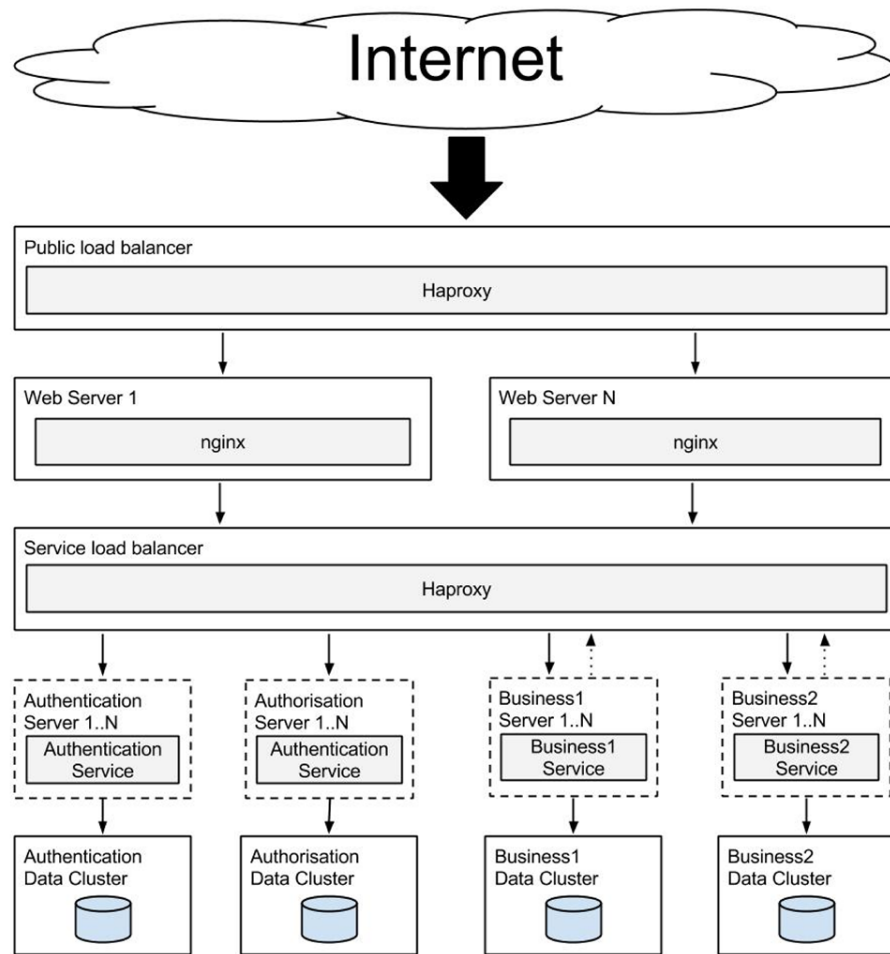 Internet
Public load balancer
Haproxy
Web Server 1
nginx
Web Server N
nginx
Service load balancer
Haproxy
Authentication
Server 1..N
Authentication
Service
Authorisation
Server 1..N
Authentication
Service
Business1
Server 1..N
Business1
Service
Business2
Server 1..N
Business2
Service
Authentication
Data Cluster
Authorisation
Data Cluster
Business1
Data Cluster
Business2
Data Cluster